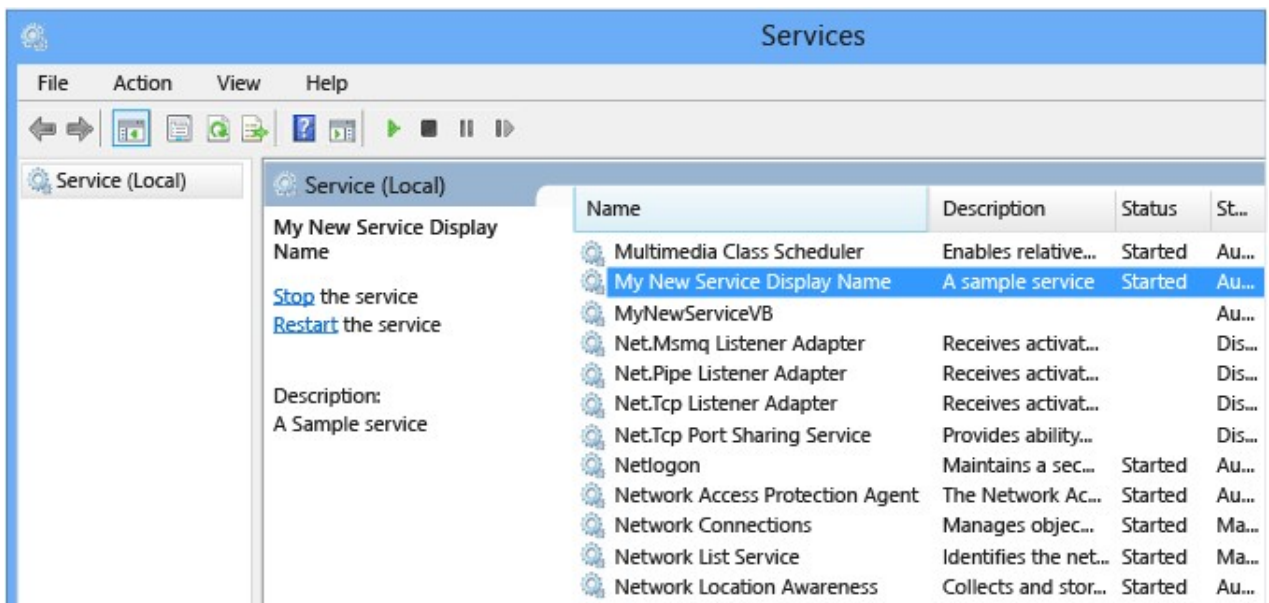 Services
File Action View Help
Service (Local)
Service (Local)
My New Service Display
Name
Stop the service
Restart the service
Description:
A Sample service
Name Description Status St...
Multimedia Class Scheduler Enables relative... Started Au...
My New Service Display Name A sample service Started Au...
MyNewServiceVB Au...
Net.Msmq Listener Adapter Receives activat... Dis...
Net.Pipe Listener Adapter Receives activat... Dis...
Net.Tcp Listener Adapter Receives activat... Dis...
Net.Tcp Port Sharing Service Provides ability... Dis...
Netlogon Maintains a sec... Started Au...
Network Access Protection Agent The Network Ac... Started Au...
Network Connections Manages objec... Started Ma...
Network List Service Identifies the net... Started Ma...
Network Location Awareness Collects and stor... Started Au...